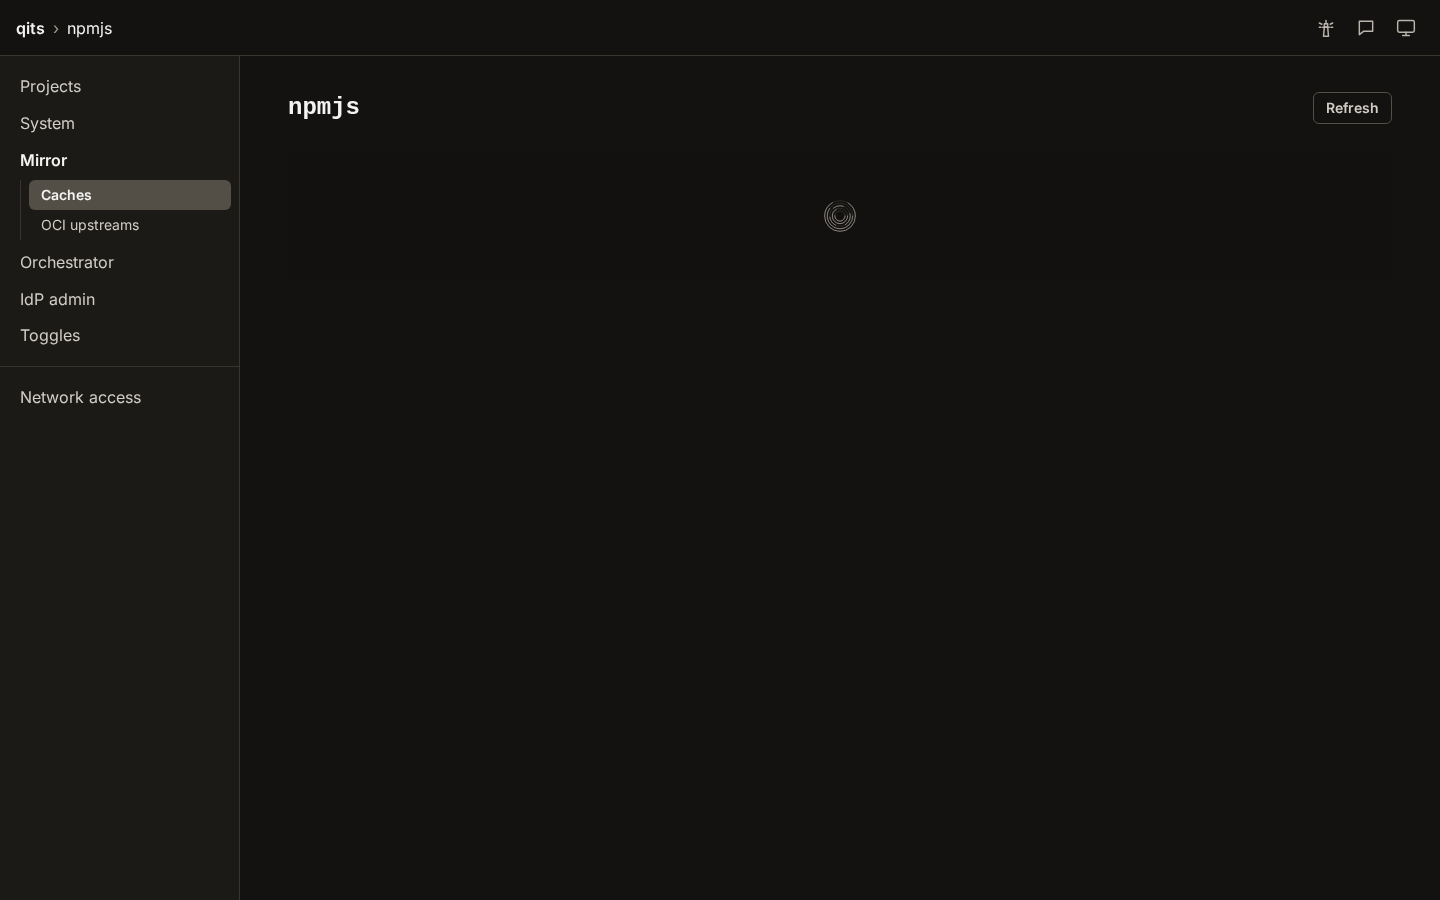 qits › npmjs
Projects
System
Mirror
Caches
OCI upstreams
Orchestrator
IdP admin
Toggles
Network access
npmjs
Refresh